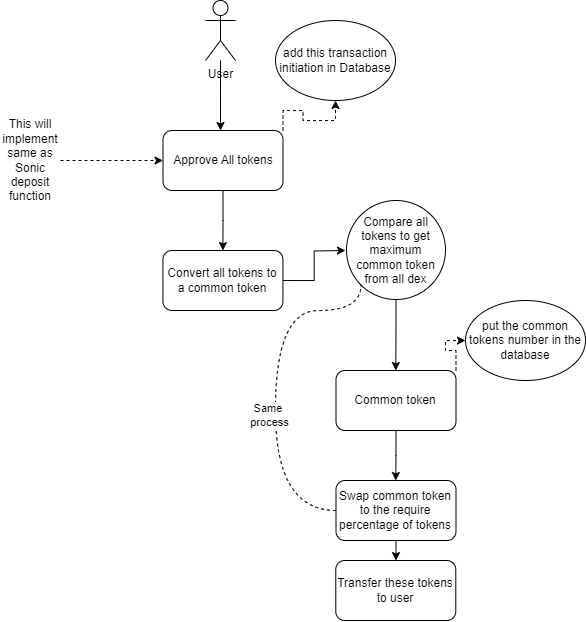 User
add this transaction
initiation in Database
This will
implement
same as
Sonic
deposit
function
Approve All tokens
Convert all tokens to
a common token
Compare all
tokens to get
maximum
common token
from all dex
put the common
tokens number in the
database
Common token
Same
process
Swap common token
to the require
percentage of tokens
Transfer these tokens
to user